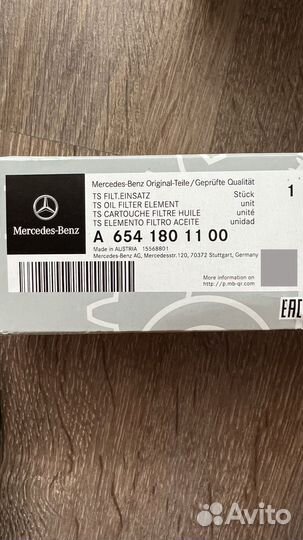 Mercedes-Benz Original-Teile/Geprüfte Qualität
TS FILT.EINSATZ Stück
TS OIL FILTER ELEMENT unit
TS CARTOUCHE FILTRE HUILE unité
TS ELEMENTO FILTRO ACEITE unidad
Mercedes-Benz
A 654 180 11 00
1
Made in AUSTRIA 15568801
Mercedes-Benz AG, Mercedesstr.120, 70372 Stuttgart, Germany
More information on
http://p.mb-qr.com
EAC
Avito